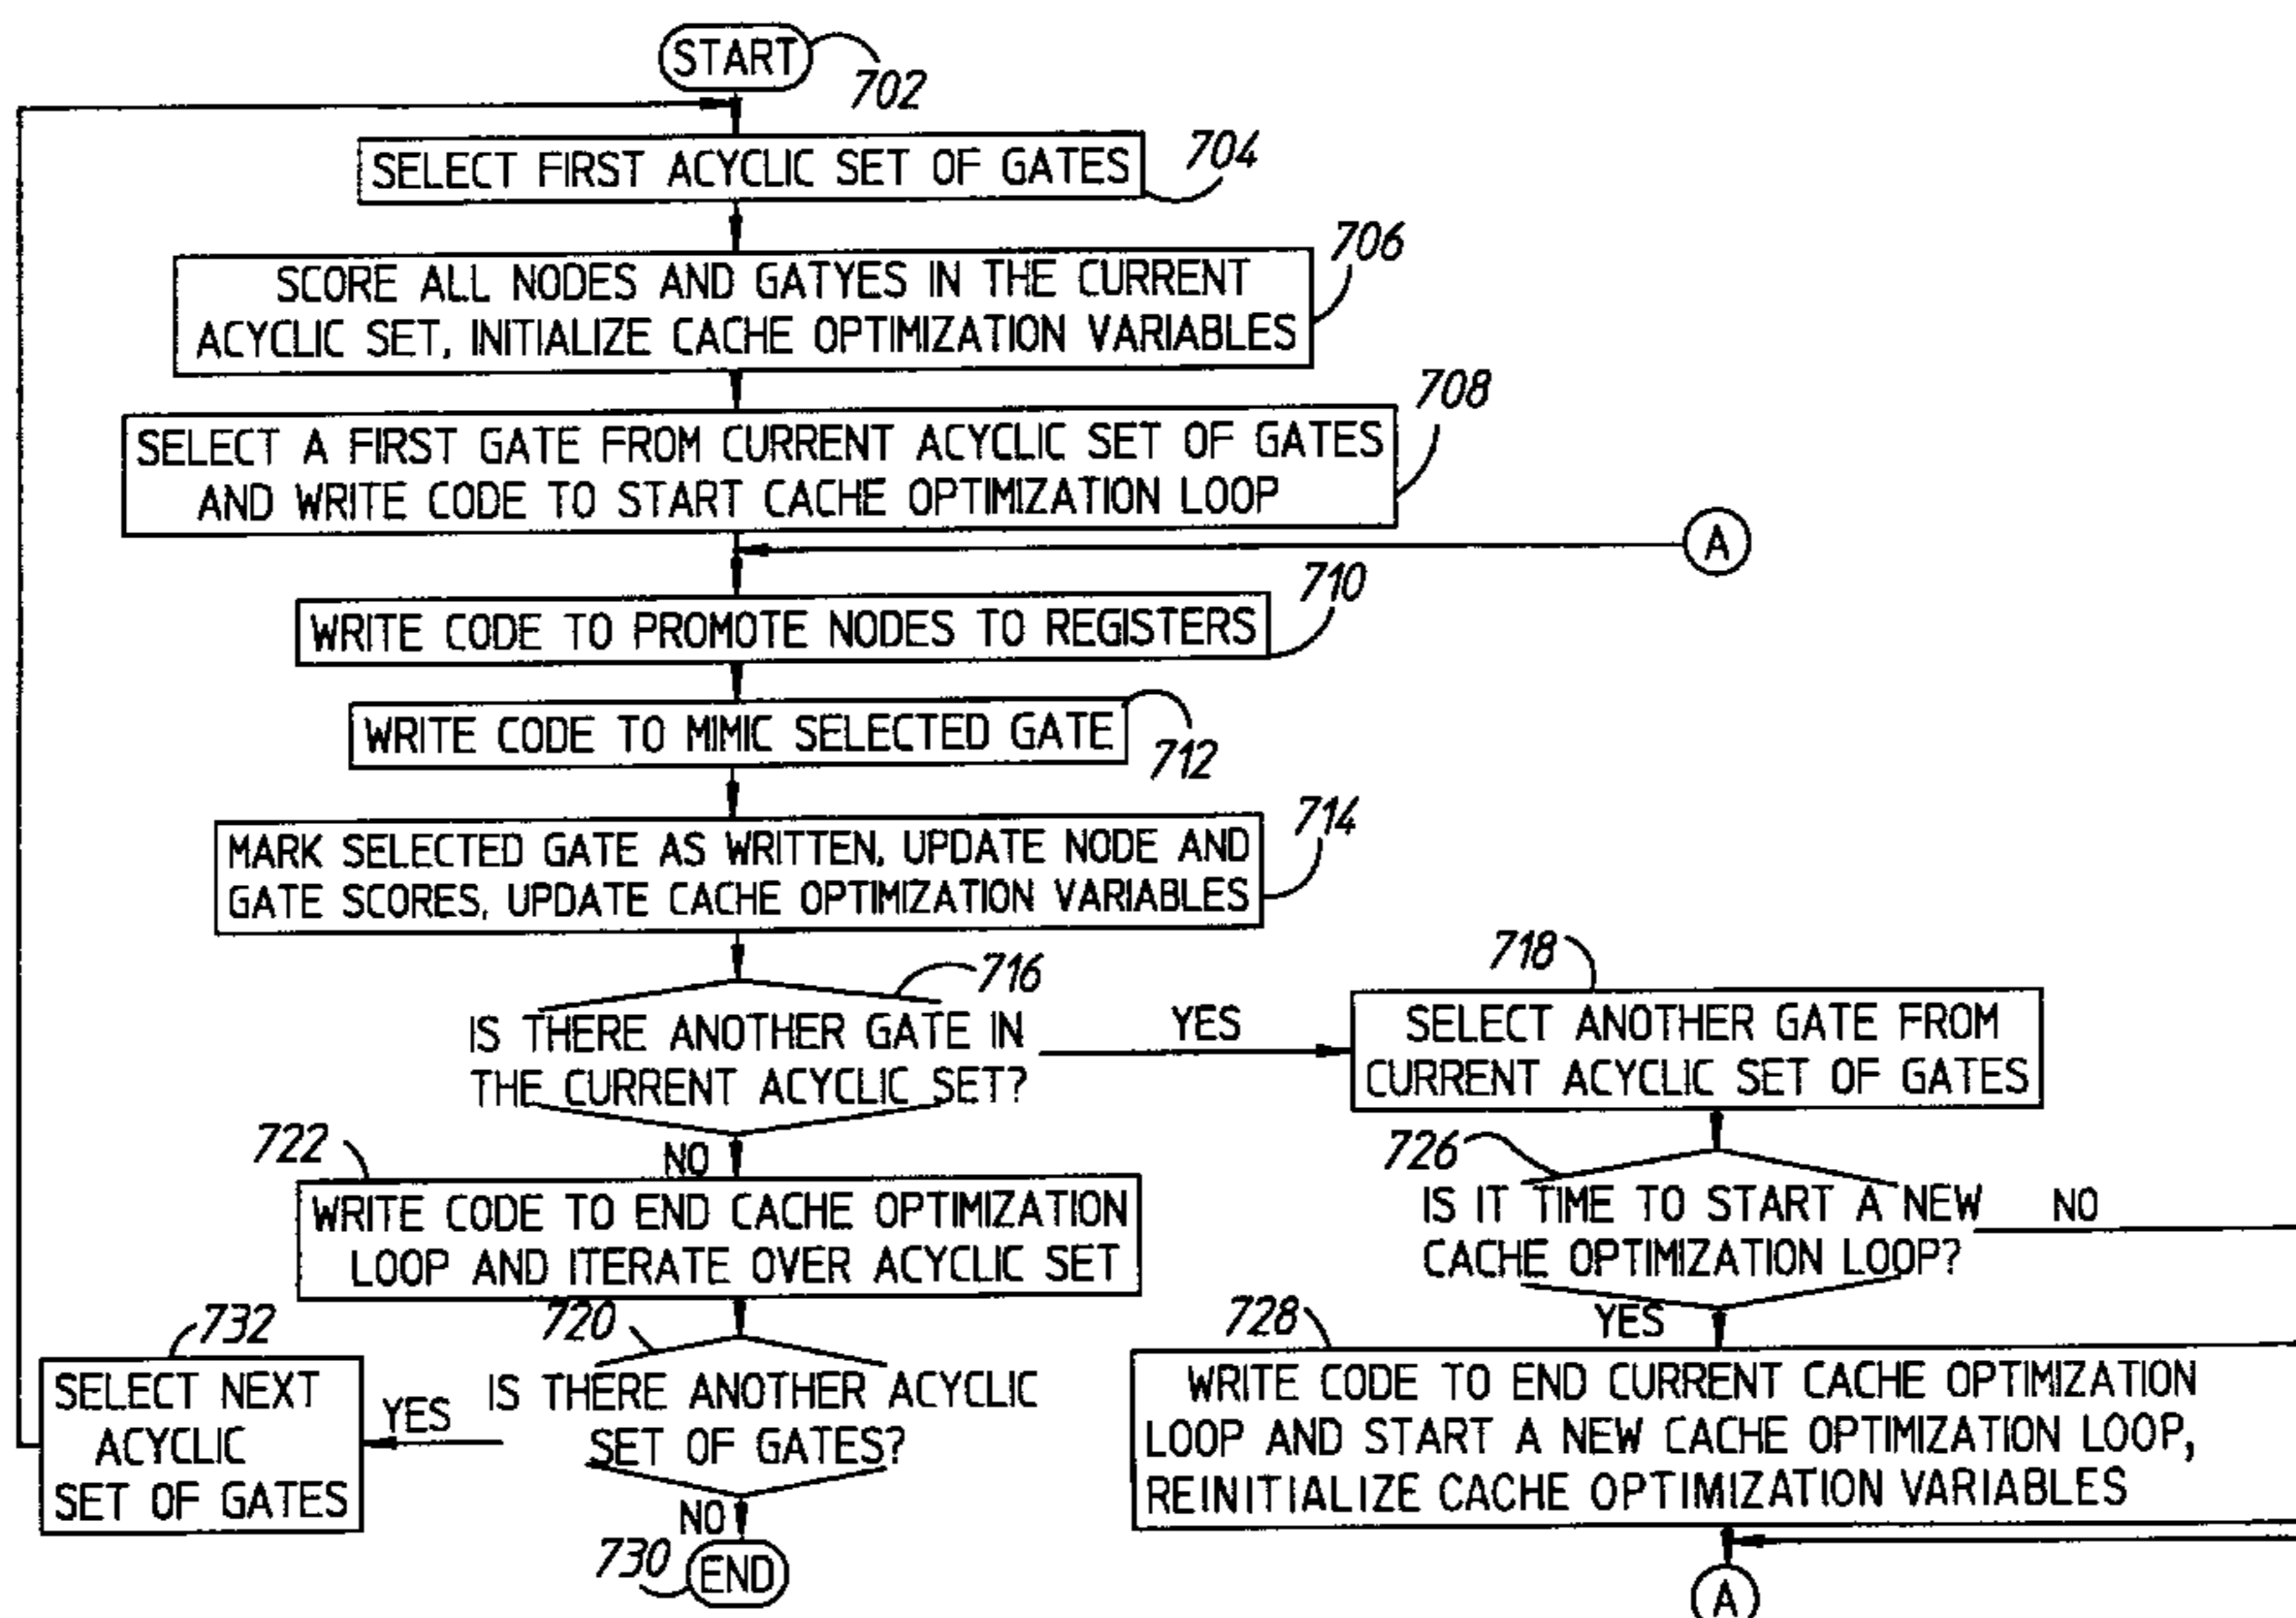 START
702
SELECT FIRST ACYCLIC SET OF GATES
704
SCORE ALL NODES AND GATYES IN THE CURRENT
ACYCLIC SET, INITIALIZE CACHE OPTIMIZATION VARIABLES
706
SELECT A FIRST GATE FROM CURRENT ACYCLIC SET OF GATES
AND WRITE CODE TO START CACHE OPTIMIZATION LOOP
708
A
WRITE CODE TO PROMOTE NODES TO REGISTERS
710
WRITE CODE TO MIMIC SELECTED GATE
712
MARK SELECTED GATE AS WRITTEN, UPDATE NODE AND
GATE SCORES, UPDATE CACHE OPTIMIZATION VARIABLES
714
716
IS THERE ANOTHER GATE IN
THE CURRENT ACYCLIC SET?
YES
718
SELECT ANOTHER GATE FROM
CURRENT ACYCLIC SET OF GATES
NO
722
WRITE CODE TO END CACHE OPTIMIZATION
LOOP AND ITERATE OVER ACYCLIC SET
726
IS IT TIME TO START A NEW
CACHE OPTIMIZATION LOOP?
NO
YES
720
IS THERE ANOTHER ACYCLIC
SET OF GATES?
YES
732
SELECT NEXT
ACYCLIC
SET OF GATES
728
WRITE CODE TO END CURRENT CACHE OPTIMIZATION
LOOP AND START A NEW CACHE OPTIMIZATION LOOP,
REINITIALIZE CACHE OPTIMIZATION VARIABLES
NO
730
END
A